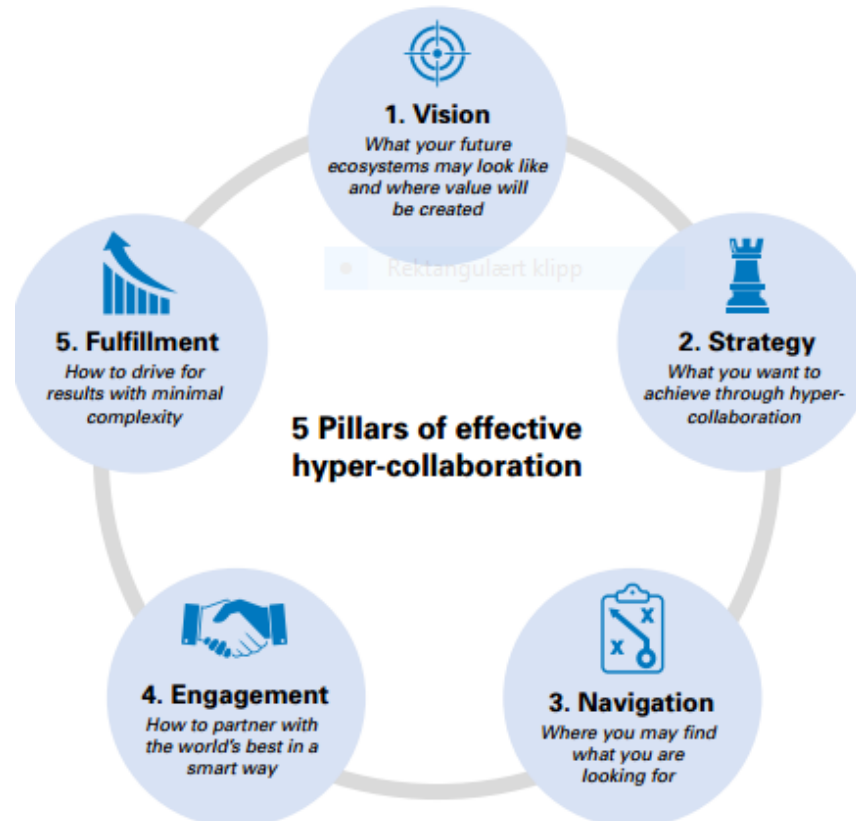 1. Vision
What your future
ecosystems may look like
and where value will
be created
Rektangulært klipp
5. Fulfillment
How to drive for
results with minimal
complexity
2. Strategy
What you want to
achieve through hyper-
collaboration
5 Pillars of effective
hyper-collaboration
4. Engagement
How to partner with
the world's best in a
smart way
3. Navigation
Where you may find
what you are
looking for
x
x